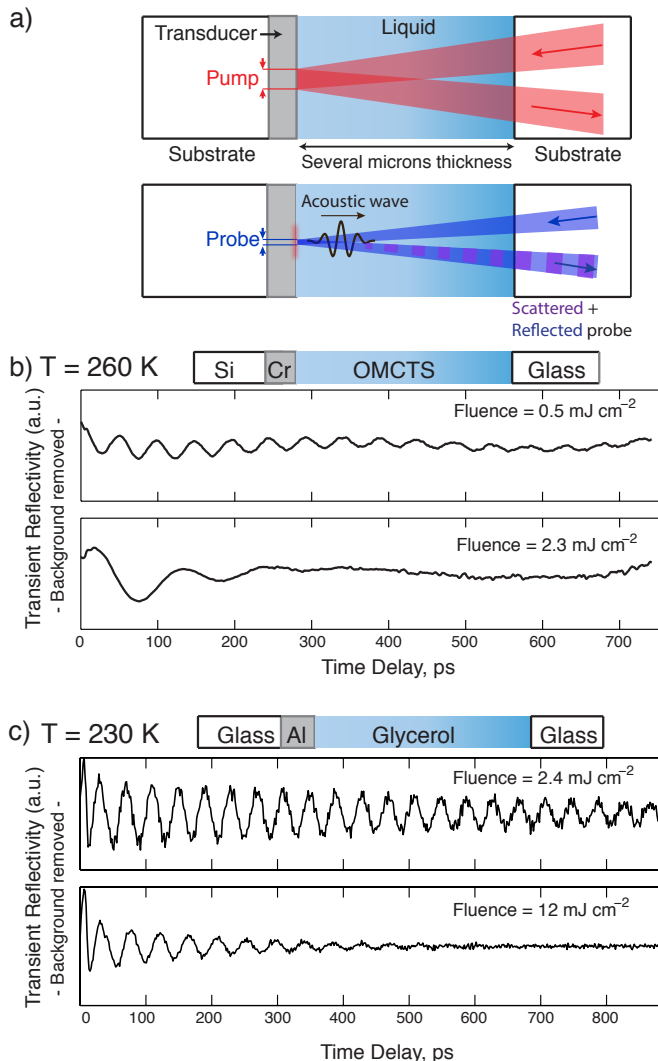 a)
Transducer
Liquid
Pump
Substrate
Several microns thickness
Substrate
Acoustic wave
Probe
Scattered +
Reflected probe
b) T = 260 K
Si
Cr
OMCTS
Glass
Transient Reflectivity (a.u.)
- Background removed -
Fluence = 0.5 mJ cm⁻²
Fluence = 2.3 mJ cm⁻²
0 100 200 300 400 500 600 700
Time Delay, ps
c) T = 230 K
Glass
Al
Glycerol
Glass
Transient Reflectivity (a.u.)
- Background removed -
Fluence = 2.4 mJ cm⁻²
Fluence = 12 mJ cm⁻²
0 100 200 300 400 500 600 700 800
Time Delay, ps